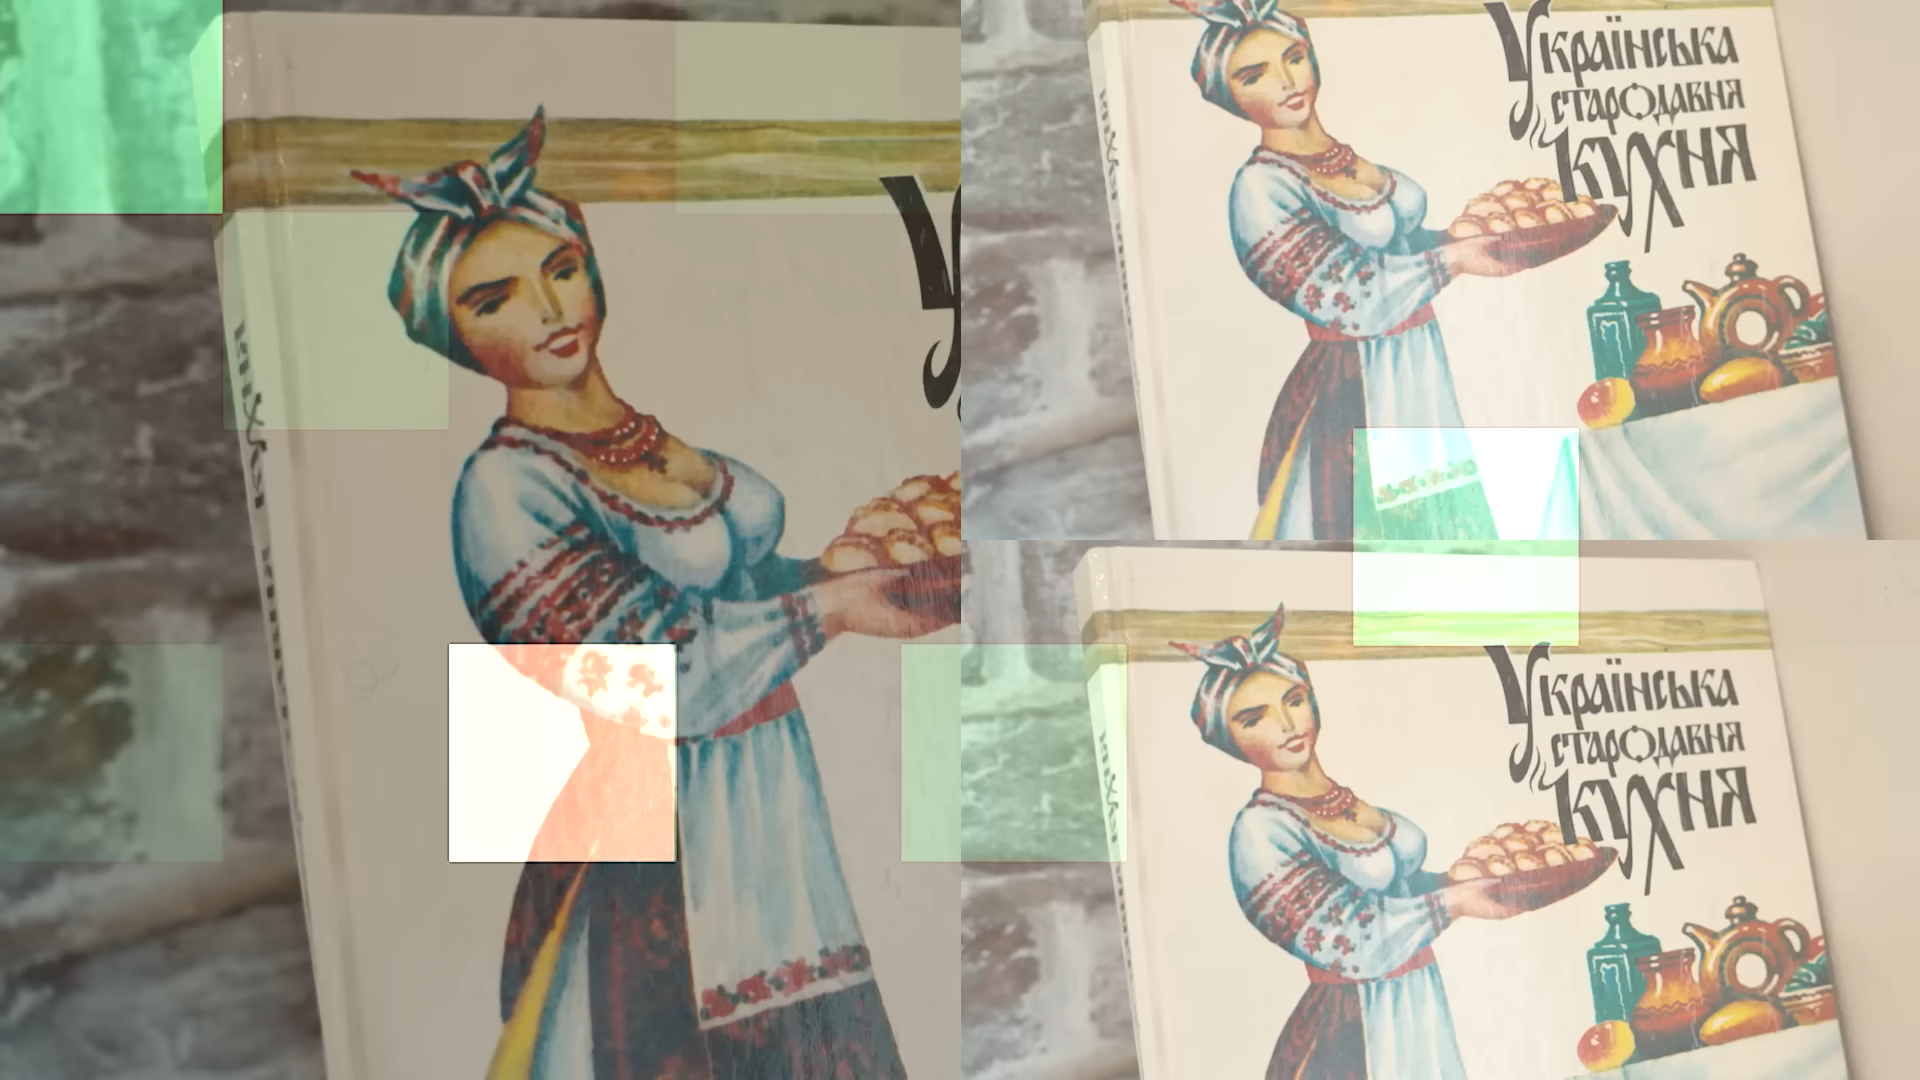 Українська
стародавня
кухня
Українська
стародавня
кухня